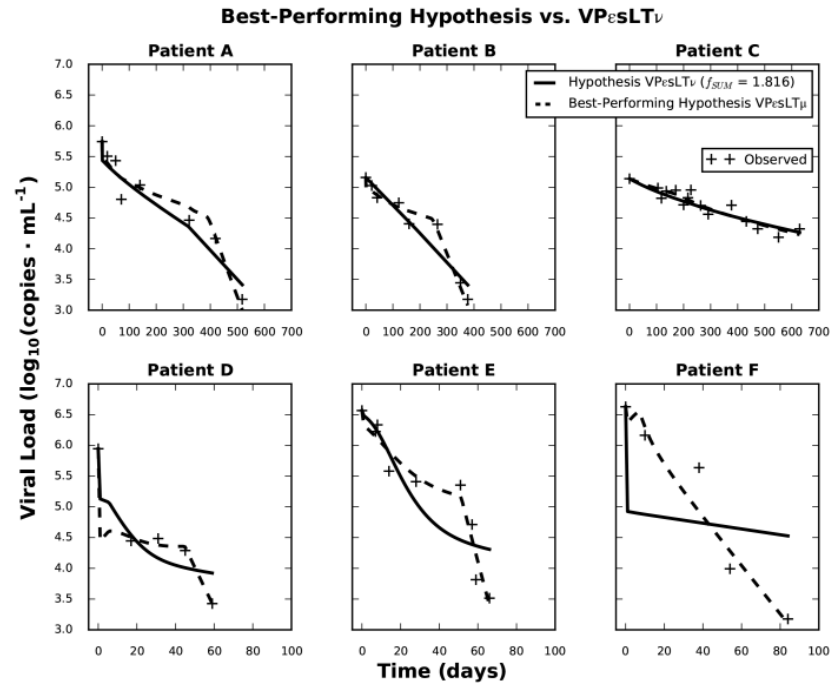 Best-Performing Hypothesis vs. VPεsLTν
Patient A
Patient B
Patient C
Hypothesis VPεsLTν (fSUM = 1.816)
Best-Performing Hypothesis VPεsLTμ
+ + Observed
7.0
6.5
6.0
5.5
5.0
4.5
4.0
3.5
3.0
0 100 200 300 400 500 600 700
0 100 200 300 400 500 600 700
0 100 200 300 400 500 600 700
Viral Load (log10(copies · mL-1)
Patient D
Patient E
Patient F
7.0
6.5
6.0
5.5
5.0
4.5
4.0
3.5
3.0
0 20 40 60 80 100
0 20 40 60 80 100
0 20 40 60 80 100
Time (days)